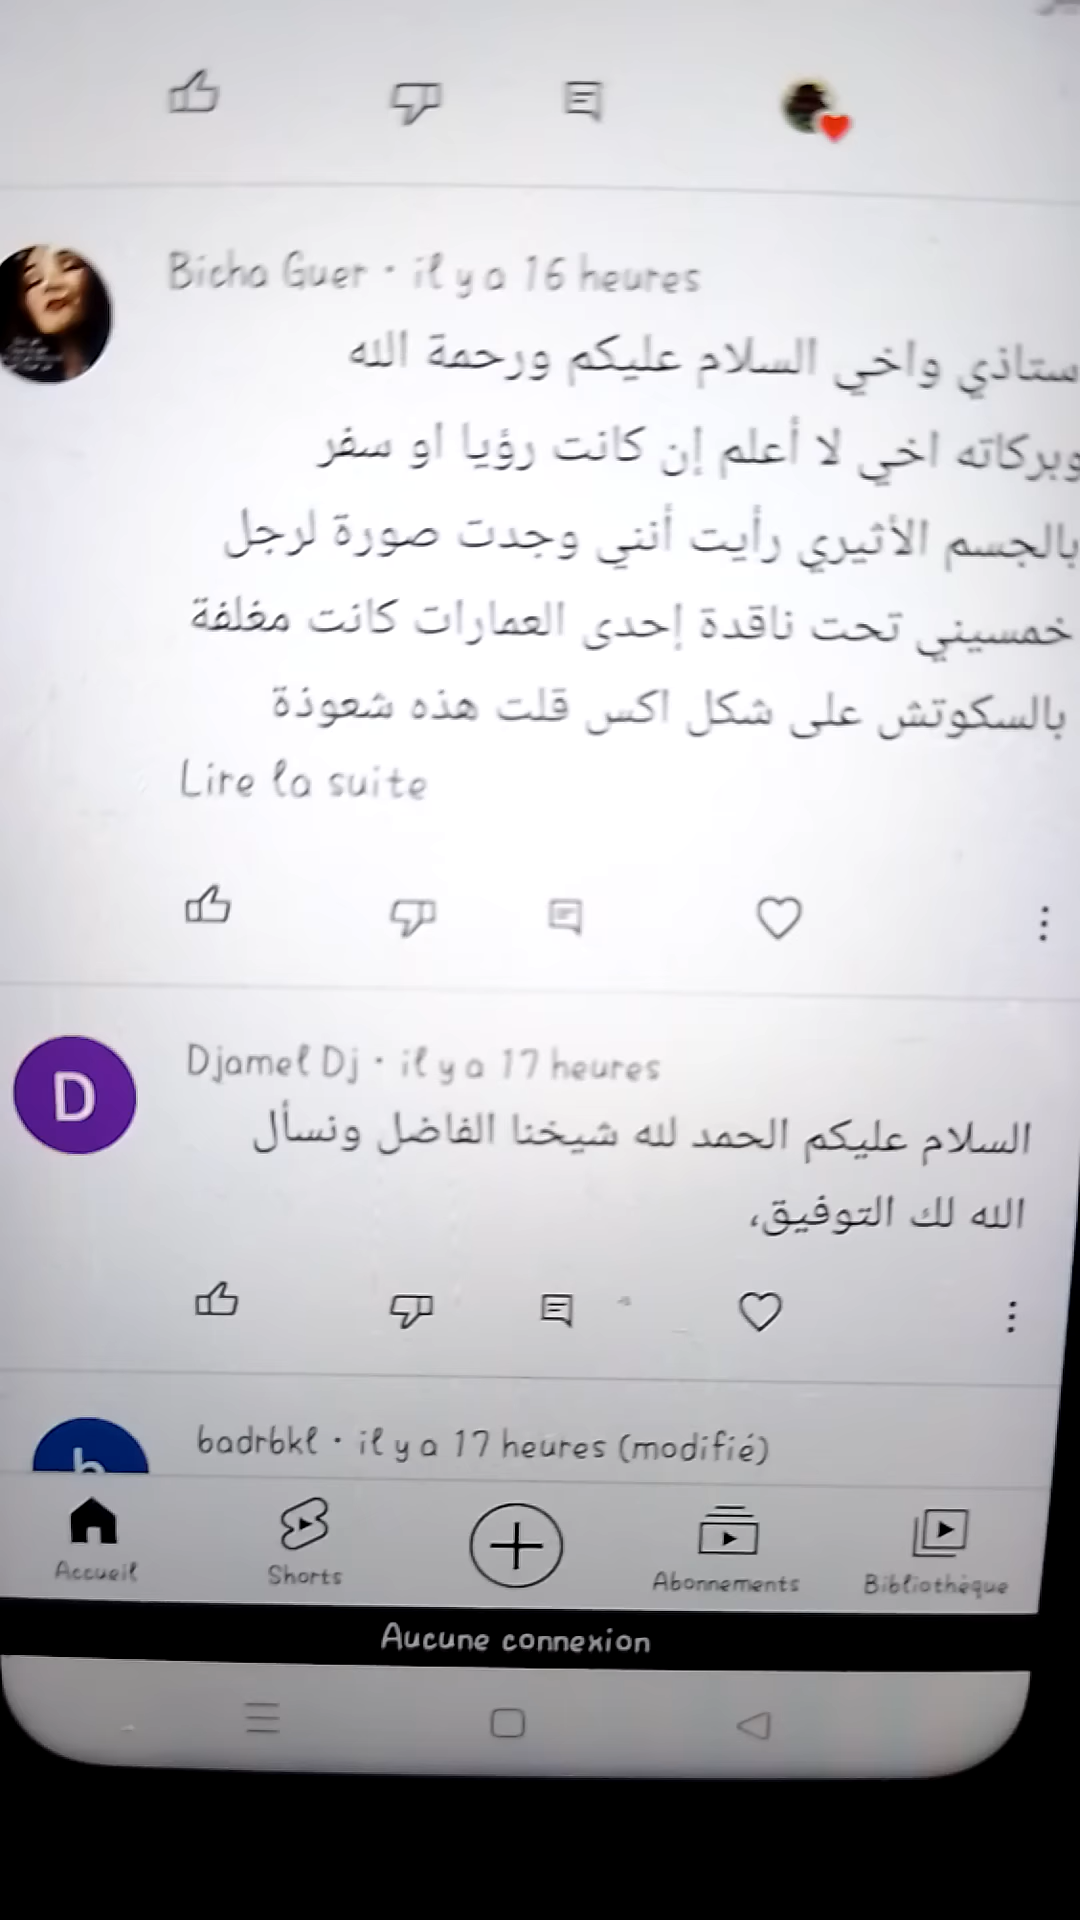 Bicha Guer · il y a 16 heures
ستاذي واخي السلام عليكم ورحمة الله
وبركاته اخي لا أعلم إن كانت رؤيا او سفر
بالجسم الأثيري رأيت أنني وجدت صورة لرجل
خمسيني تحت ناقدة إحدى العمارات كانت مغلفة
بالسكوتش على شكل اكس قلت هذه شعوذة
Lire la suite
D
Djamel Dj · il y a 17 heures
السلام عليكم الحمد لله شيخنا الفاضل ونسأل
الله لك التوفيق،
b
badrbkl · il y a 17 heures (modifié)
Accueil
Shorts
Abonnements
Bibliothèque
Aucune connexion